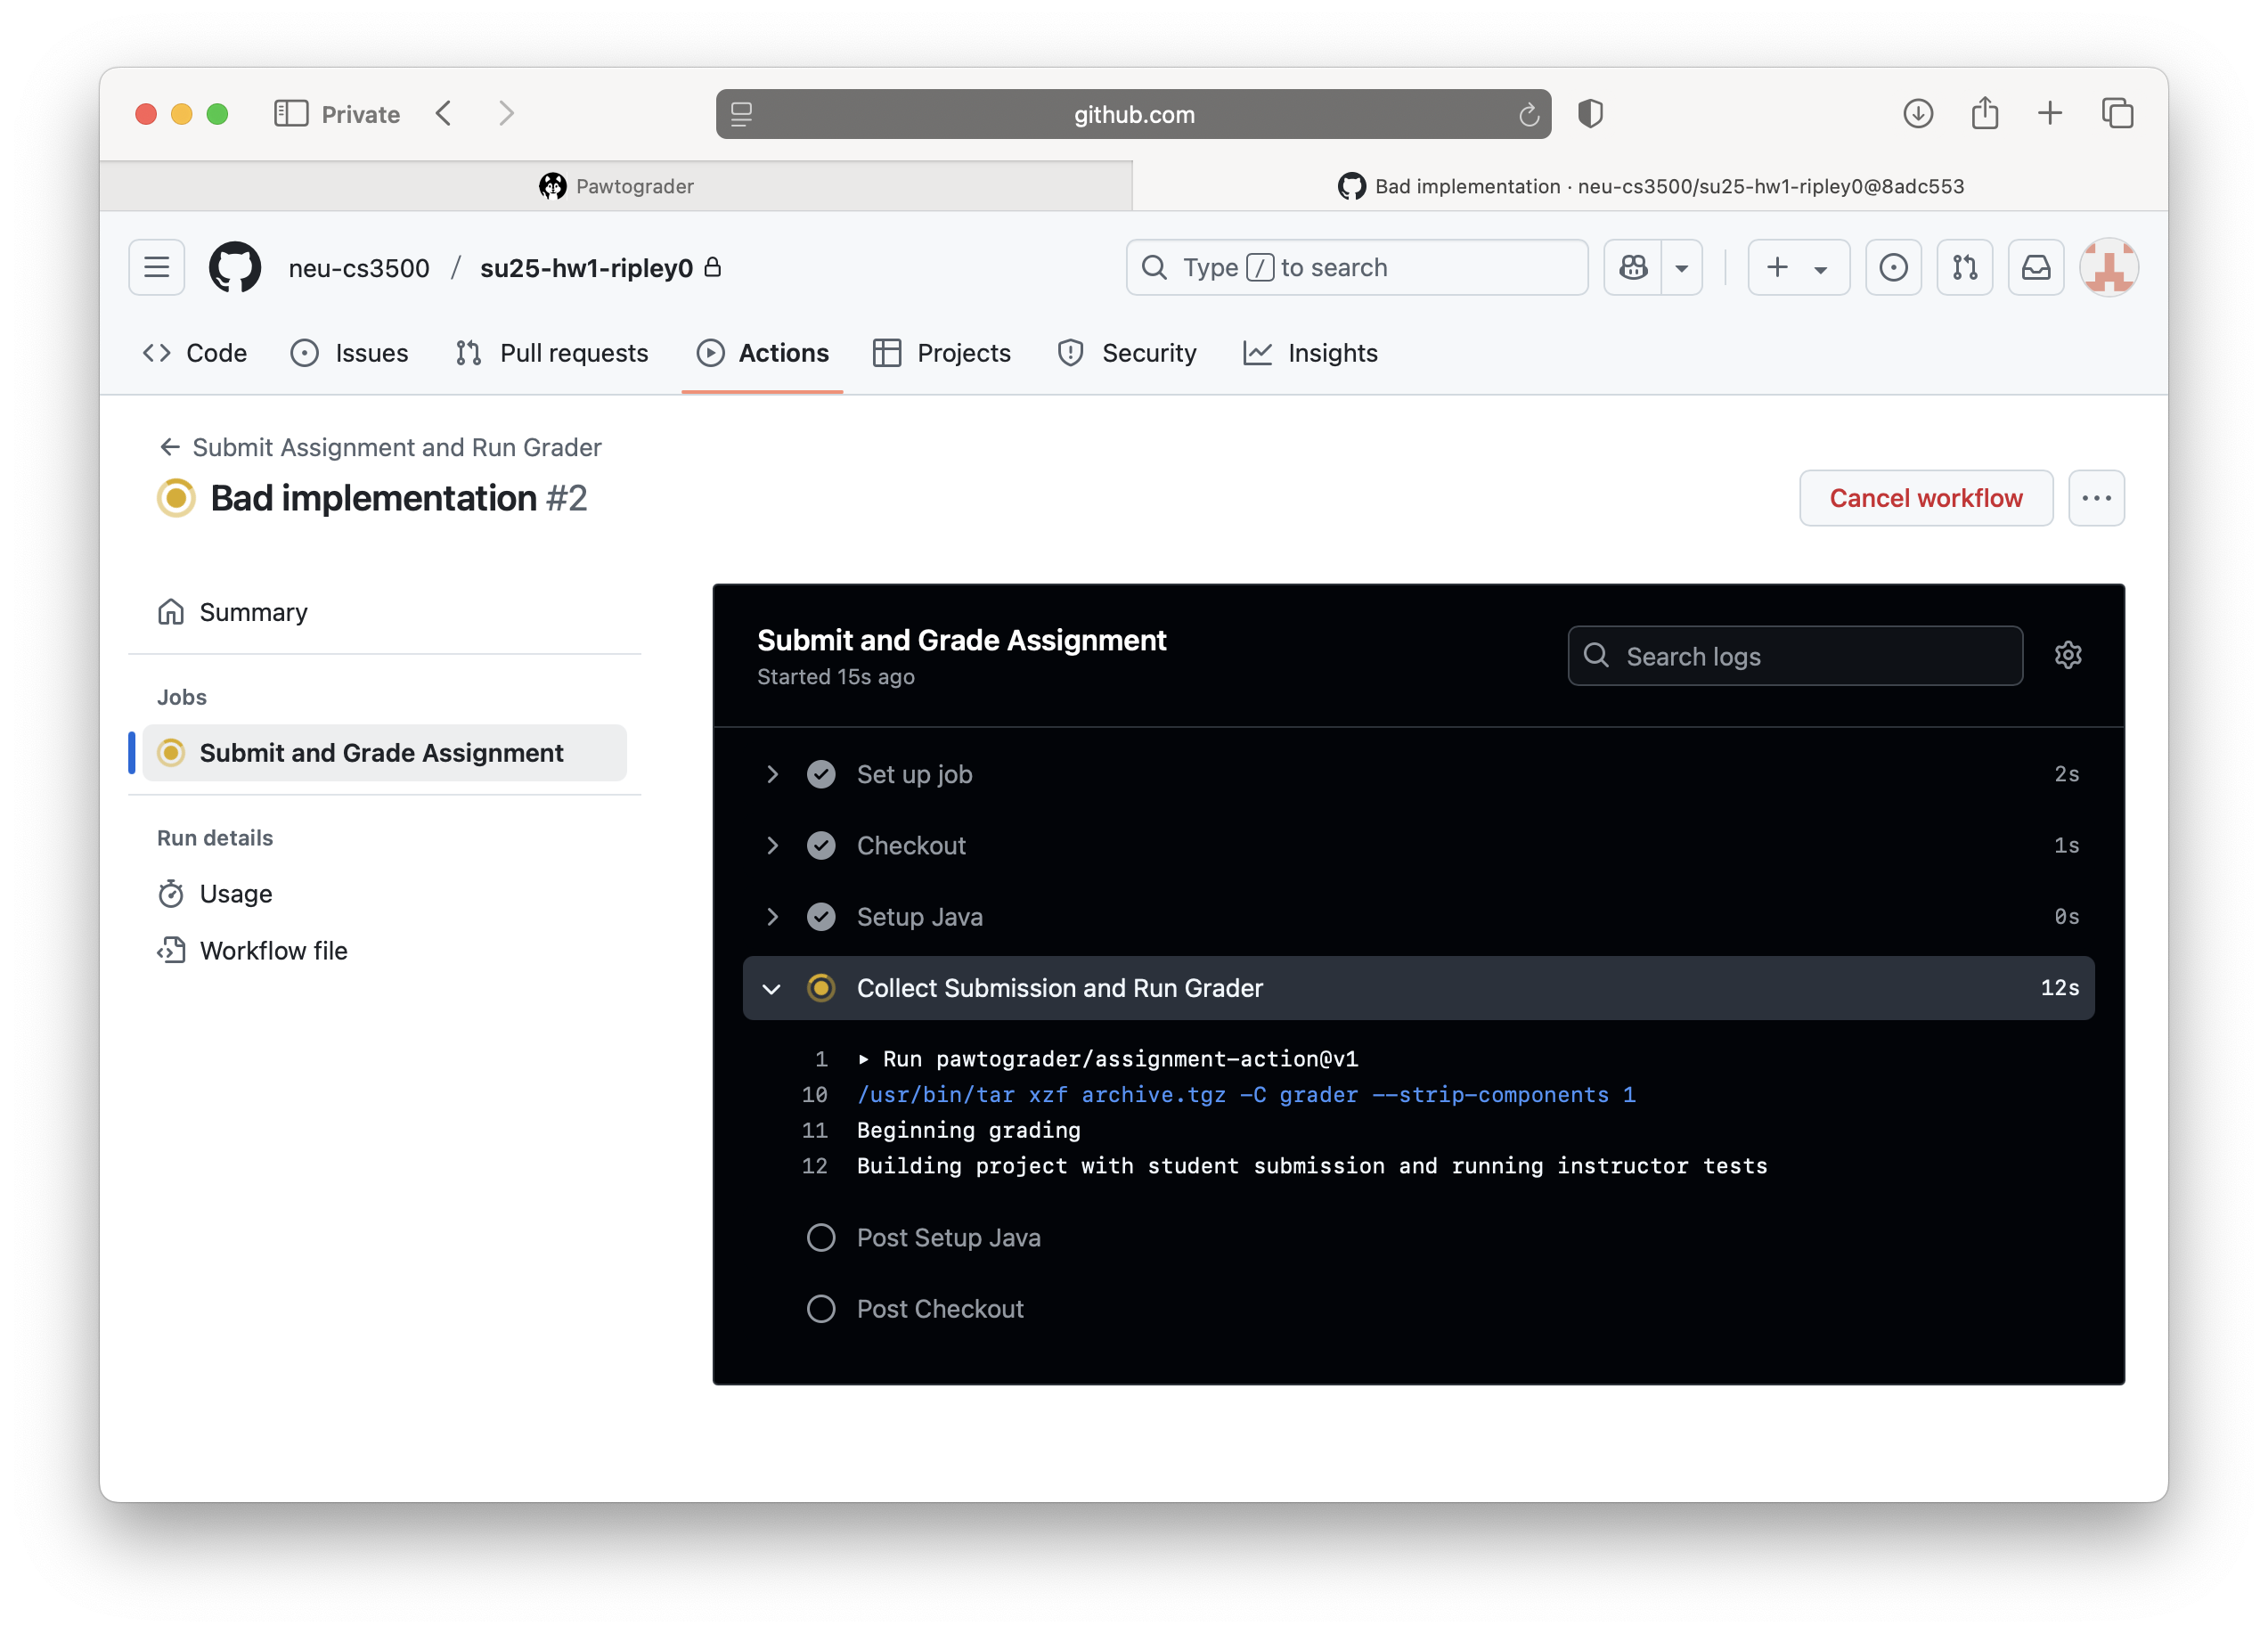 Private
github.com
Pawtograder
Bad implementation · neu-cs3500/su25-hw1-ripley0@8adc553
neu-cs3500 / su25-hw1-ripley0
Type / to search
Code
Issues
Pull requests
Actions
Projects
Security
Insights
← Submit Assignment and Run Grader
Bad implementation #2
Cancel workflow
Summary
Jobs
Submit and Grade Assignment
Run details
Usage
Workflow file
Submit and Grade Assignment
Started 15s ago
Search logs
Set up job 2s
Checkout 1s
Setup Java 0s
Collect Submission and Run Grader 12s
1 ▸ Run pawtograder/assignment-action@v1
10 /usr/bin/tar xzf archive.tgz -C grader --strip-components 1
11 Beginning grading
12 Building project with student submission and running instructor tests
Post Setup Java
Post Checkout